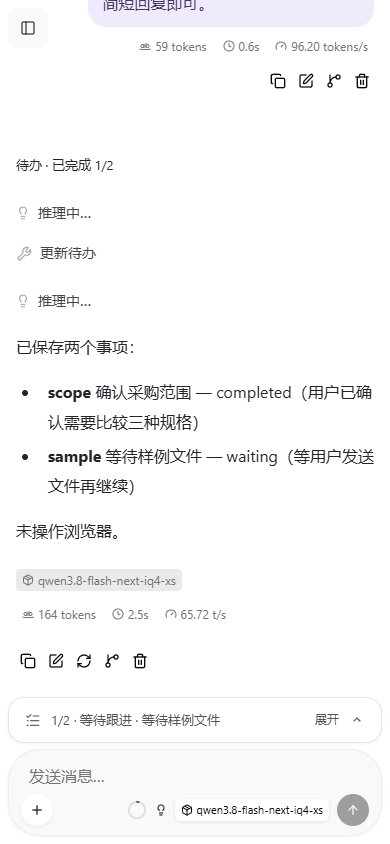 简短回复即可。
59 tokens 0.6s 96.20 tokens/s
待办 · 已完成 1/2
推理中...
更新待办
推理中...
已保存两个事项：
• scope 确认采购范围 — completed（用户已确
认需要比较三种规格）
• sample 等待样例文件 — waiting（等用户发送
文件再继续）
未操作浏览器。
qwen3.8-flash-next-iq4-xs
164 tokens 2.5s 65.72 t/s
1/2 · 等待跟进 · 等待样例文件 展开
发送消息...
qwen3.8-flash-next-iq4-xs